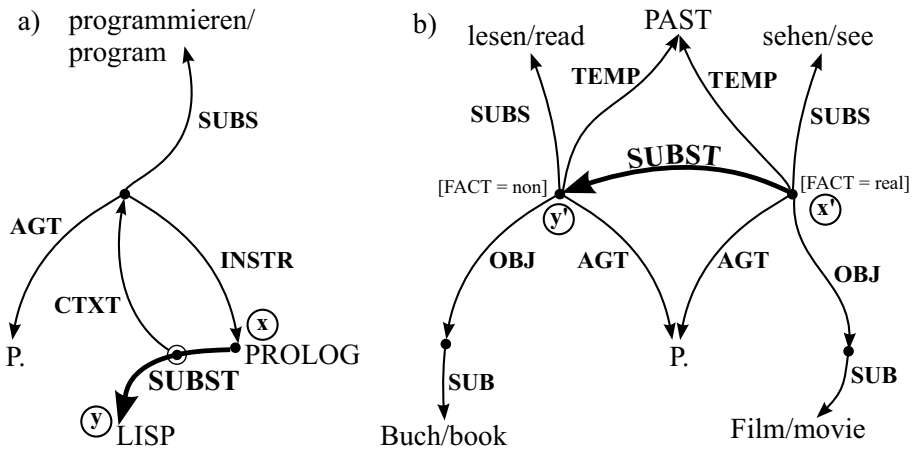 a)
programmieren/
program
SUBS
AGT
INSTR
CTXT
x
P.
PROLOG
SUBST
y
LISP
b)
PAST
lesen/read
sehen/see
TEMP
TEMP
SUBS
SUBS
SUBST
[FACT = non]
[FACT = real]
y'
x'
OBJ
AGT
AGT
OBJ
P.
SUB
SUB
Buch/book
Film/movie